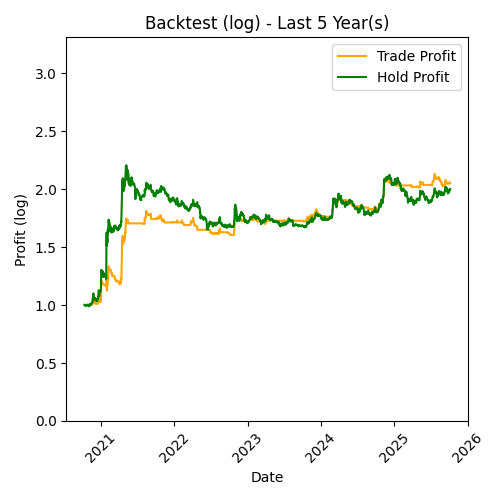 Backtest (log) - Last 5 Year(s)
Trade Profit
Hold Profit
3.0
2.5
2.0
1.5
1.0
0.5
0.0
Profit (log)
2021
2022
2023
2024
2025
2026
Date